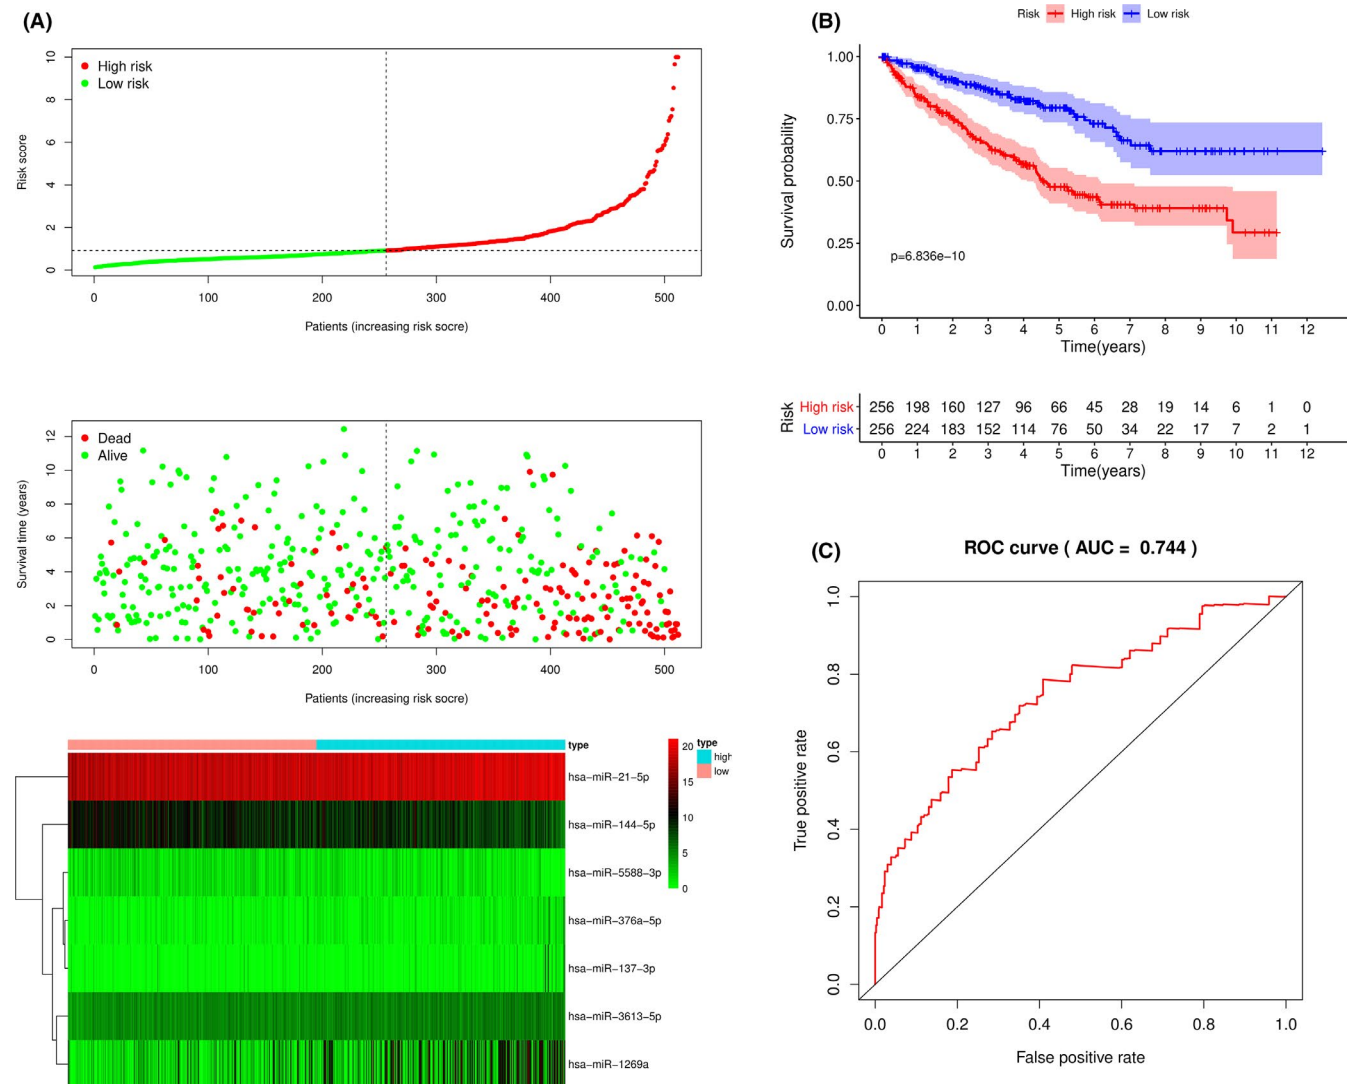 (A)
High risk
Low risk
Risk score
0 2 4 6 8 10
0 100 200 300 400 500
Patients (increasing risk socre)
Dead
Alive
Survival time (years)
0 2 4 6 8 10 12
0 100 200 300 400 500
Patients (increasing risk socre)
type
hsa−miR−21−5p
hsa−miR−144−5p
hsa−miR−5588−3p
hsa−miR−376a−5p
hsa−miR−137−3p
hsa−miR−3613−5p
hsa−miR−1269a
20
15
10
5
0
type
high
low
(B)
Risk High risk Low risk
Survival probability
1.00
0.75
0.50
0.25
0.00
p=6.836e−10
0 1 2 3 4 5 6 7 8 9 10 11 12
Time(years)
Risk
High risk 256 198 160 127 96 66 45 28 19 14 6 1 0
Low risk 256 224 183 152 114 76 50 34 22 17 7 2 1
0 1 2 3 4 5 6 7 8 9 10 11 12
Time(years)
(C)
ROC curve ( AUC = 0.744 )
True positive rate
0.0 0.2 0.4 0.6 0.8 1.0
0.0 0.2 0.4 0.6 0.8 1.0
False positive rate